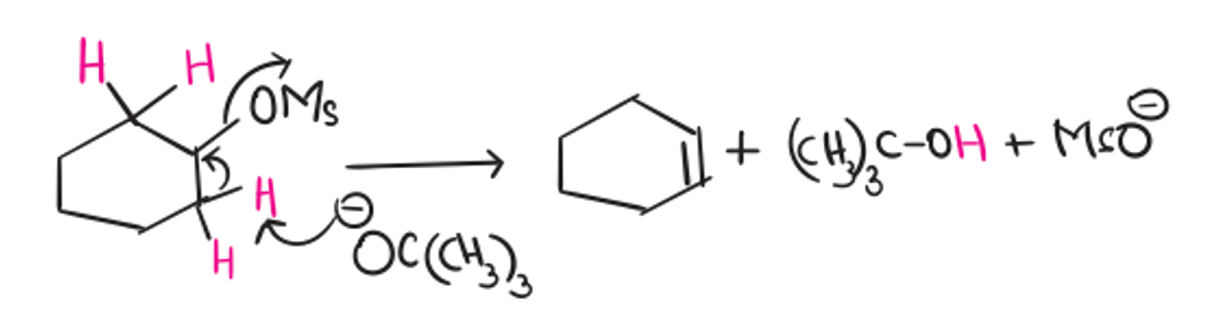 H H
OMs
H
H
⊖OC(CH₃)₃
+ (CH₃)₃C-OH + MsO⊖